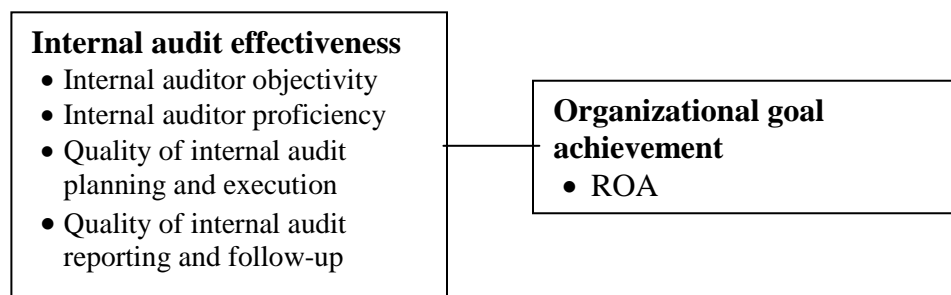 Internal audit effectiveness
• Internal auditor objectivity
• Internal auditor proficiency
• Quality of internal audit
planning and execution
• Quality of internal audit
reporting and follow-up
Organizational goal
achievement
• ROA